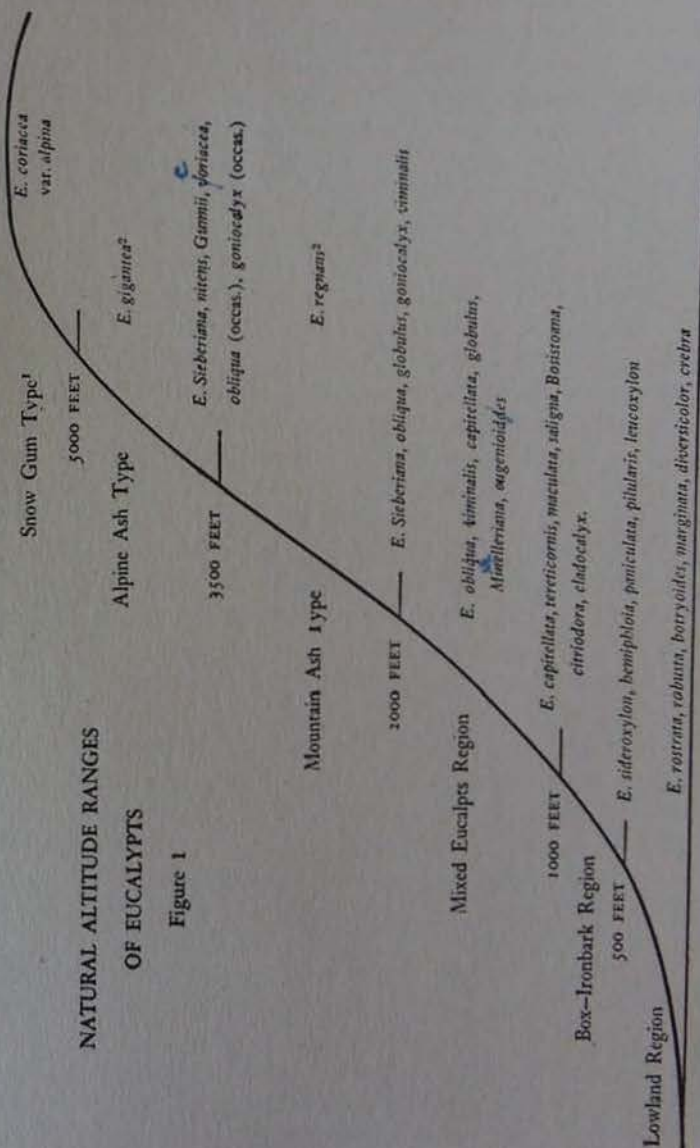 NATURAL ALTITUDE RANGES
OF EUCALYPTS
Figure 1
Snow Gum Type¹
E. coriacea
var. alpina
5000 FEET
Alpine Ash Type
E. gigantea²
3500 FEET
E. Sieberiana, nitens, Gunnii, coriacea,
obliqua (occas.), goniocalyx (occas.)
Mountain Ash Type
E. regnans²
2000 FEET
E. Sieberiana, obliqua, globulus, goniocalyx, viminalis
Mixed Eucalpts Region
E. obliqua, viminalis, capitellata, globulus,
Muelleriana, eugenioides
1000 FEET
E. capitellata, tereticornis, maculata, saligna, Bosistoana,
citriodora, cladocalyx.
Box–Ironbark Region
500 FEET
E. sideroxylon, hemiphloia, paniculata, pilularis, leucoxylon
Lowland Region
E. rostrata, robusta, botryoides, marginata, diversicolor, crebra